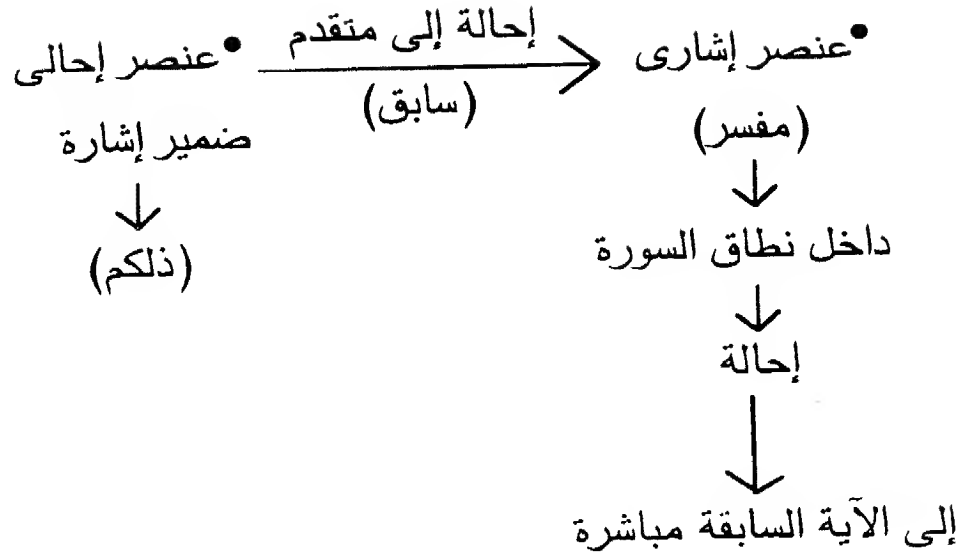 •عنصر إشارى
إحالة إلى متقدم
•عنصر إحالى
(سابق)
(مفسر)
ضمير إشارة
داخل نطاق السورة
(ذلكم)
إحالة
إلى الآية السابقة مباشرة